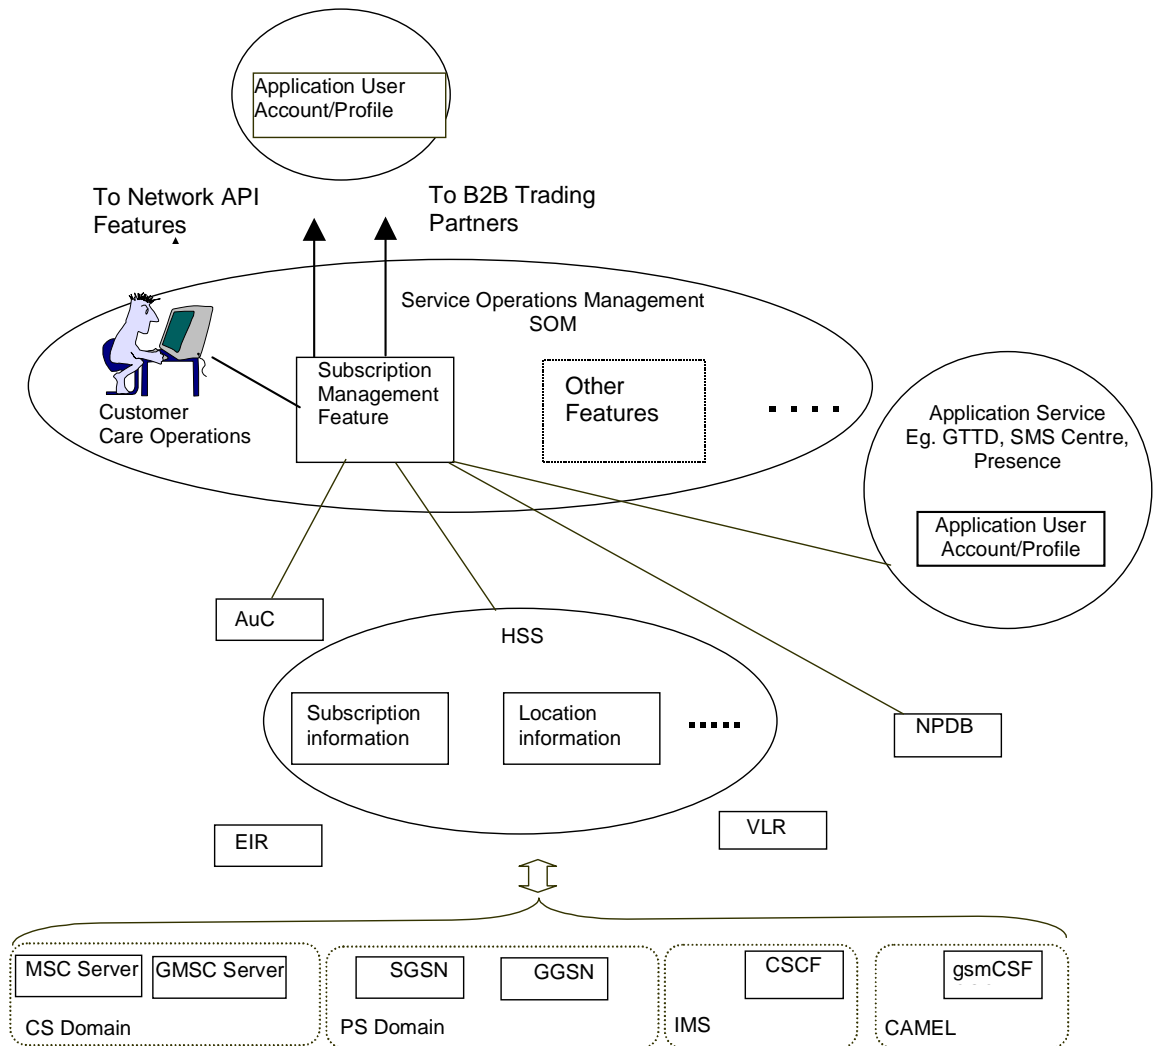 Application User
Account/Profile
To Network API
Features
To B2B Trading
Partners
Service Operations Management
SOM
Subscription
Management
Feature
Other
Features
Customer
Care Operations
Application Service
Eg. GTTD, SMS Centre,
Presence
Application User
Account/Profile
AuC
HSS
Subscription
information
Location
information
NPDB
EIR
VLR
MSC Server
GMSC Server
SGSN
GGSN
CSCF
gsmCSF
CS Domain
PS Domain
IMS
CAMEL